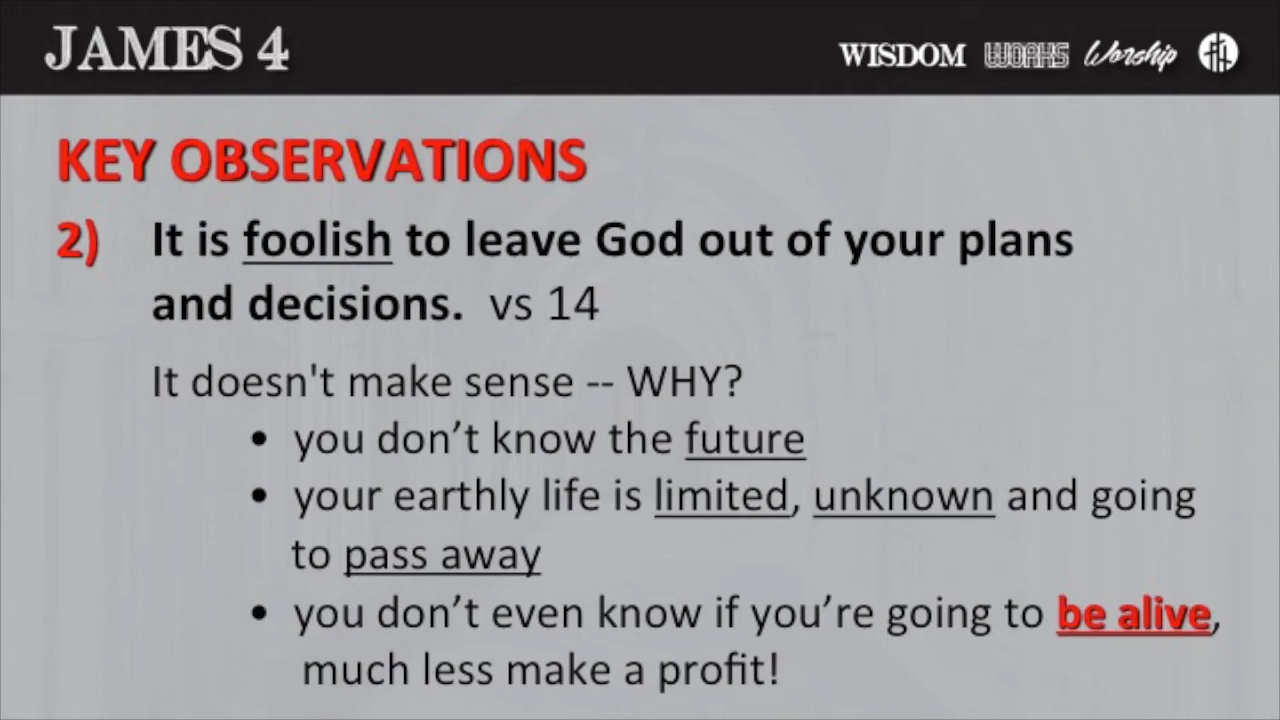 JAMES 4
WISDOM WORKS Worship
KEY OBSERVATIONS
2) It is foolish to leave God out of your plans
and decisions. vs 14
It doesn't make sense -- WHY?
• you don’t know the future
• your earthly life is limited, unknown and going
to pass away
• you don’t even know if you’re going to be alive,
much less make a profit!